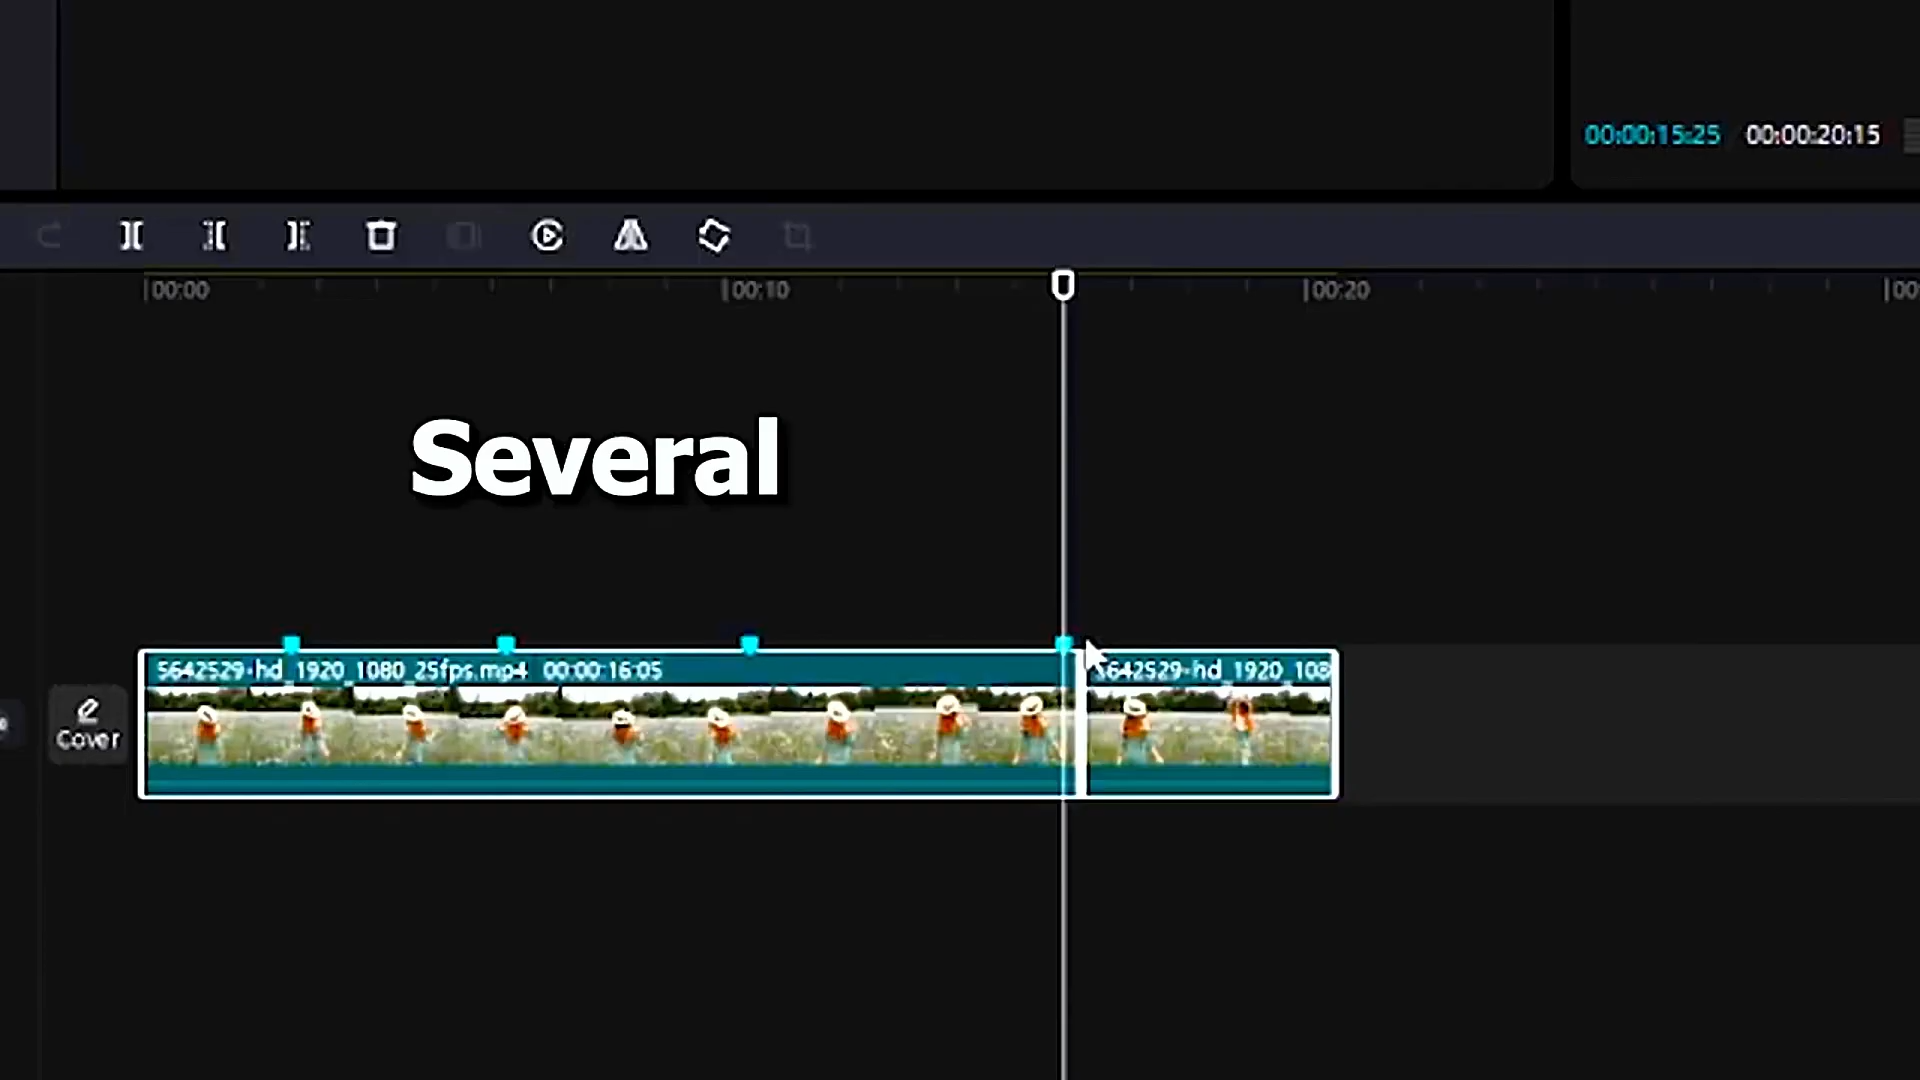 00:00:15:25 00:00:20:15
00:00 00:10 00:20 00
Several
5642529-hd_1920_1080_25fps.mp4 00:00:16:05 5642529-hd_1920_108
Cover